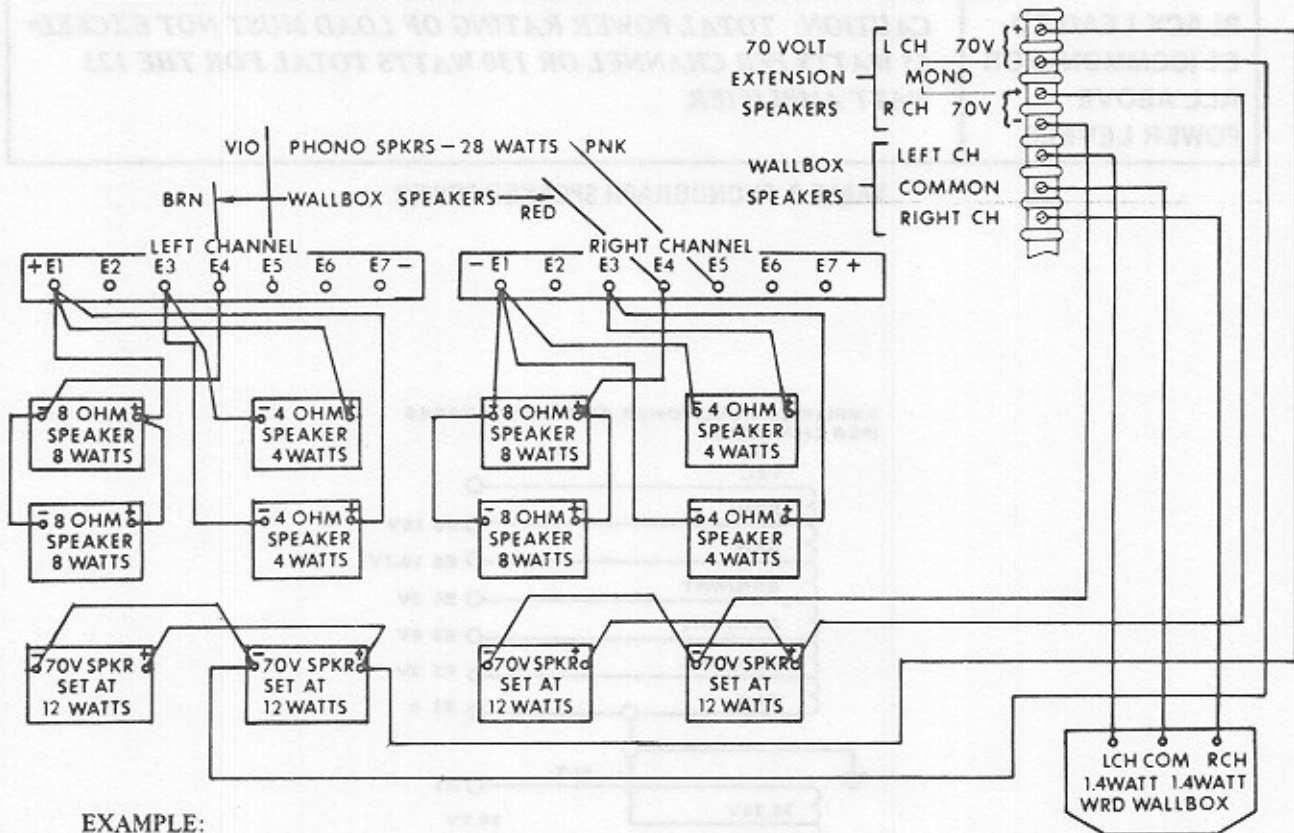 70 VOLT
EXTENSION
SPEAKERS
L CH 70V
MONO
R CH 70V
+
-
+
-
WALLBOX
SPEAKERS
LEFT CH
COMMON
RIGHT CH
VIO PHONO SPKRS – 28 WATTS PNK
BRN WALLBOX SPEAKERS RED
LEFT CHANNEL
+ E1 E2 E3 E4 E5 E6 E7 -
RIGHT CHANNEL
- E1 E2 E3 E4 E5 E6 E7 +
- 8 OHM +
SPEAKER
8 WATTS
- 4 OHM +
SPEAKER
4 WATTS
- 8 OHM +
SPEAKER
8 WATTS
- 4 OHM +
SPEAKER
4 WATTS
- 8 OHM +
SPEAKER
8 WATTS
- 4 OHM +
SPEAKER
4 WATTS
- 8 OHM +
SPEAKER
8 WATTS
- 4 OHM +
SPEAKER
4 WATTS
- 70V SPKR +
SET AT
12 WATTS
- 70V SPKR +
SET AT
12 WATTS
- 70V SPKR +
SET AT
12 WATTS
- 70V SPKR +
SET AT
12 WATTS
LCH COM RCH
1.4WATT 1.4WATT
WRD WALLBOX
EXAMPLE: